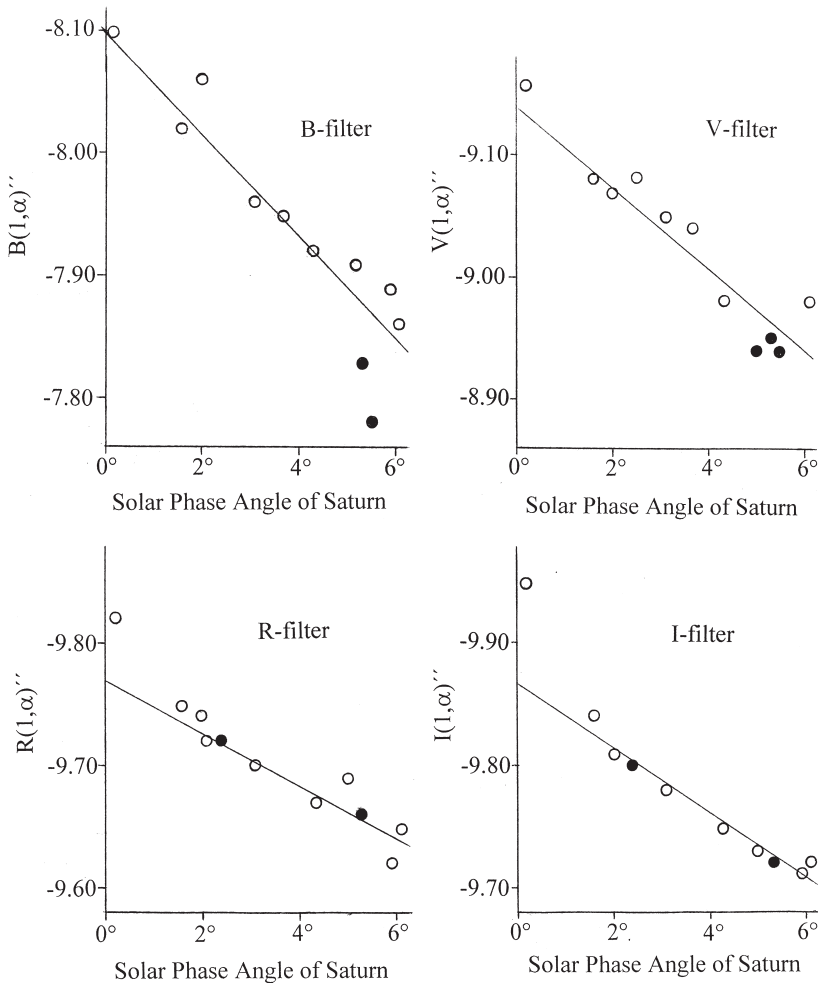 -8.10
-8.00
-7.90
-7.80
B(1,α)´´
B-filter
0° 2° 4° 6°
Solar Phase Angle of Saturn
-9.10
-9.00
-8.90
V(1,α)´´
V-filter
0° 2° 4° 6°
Solar Phase Angle of Saturn
-9.80
-9.70
-9.60
R(1,α)´´
R-filter
0° 2° 4° 6°
Solar Phase Angle of Saturn
-9.90
-9.80
-9.70
I(1,α)´´
I-filter
0° 2° 4° 6°
Solar Phase Angle of Saturn